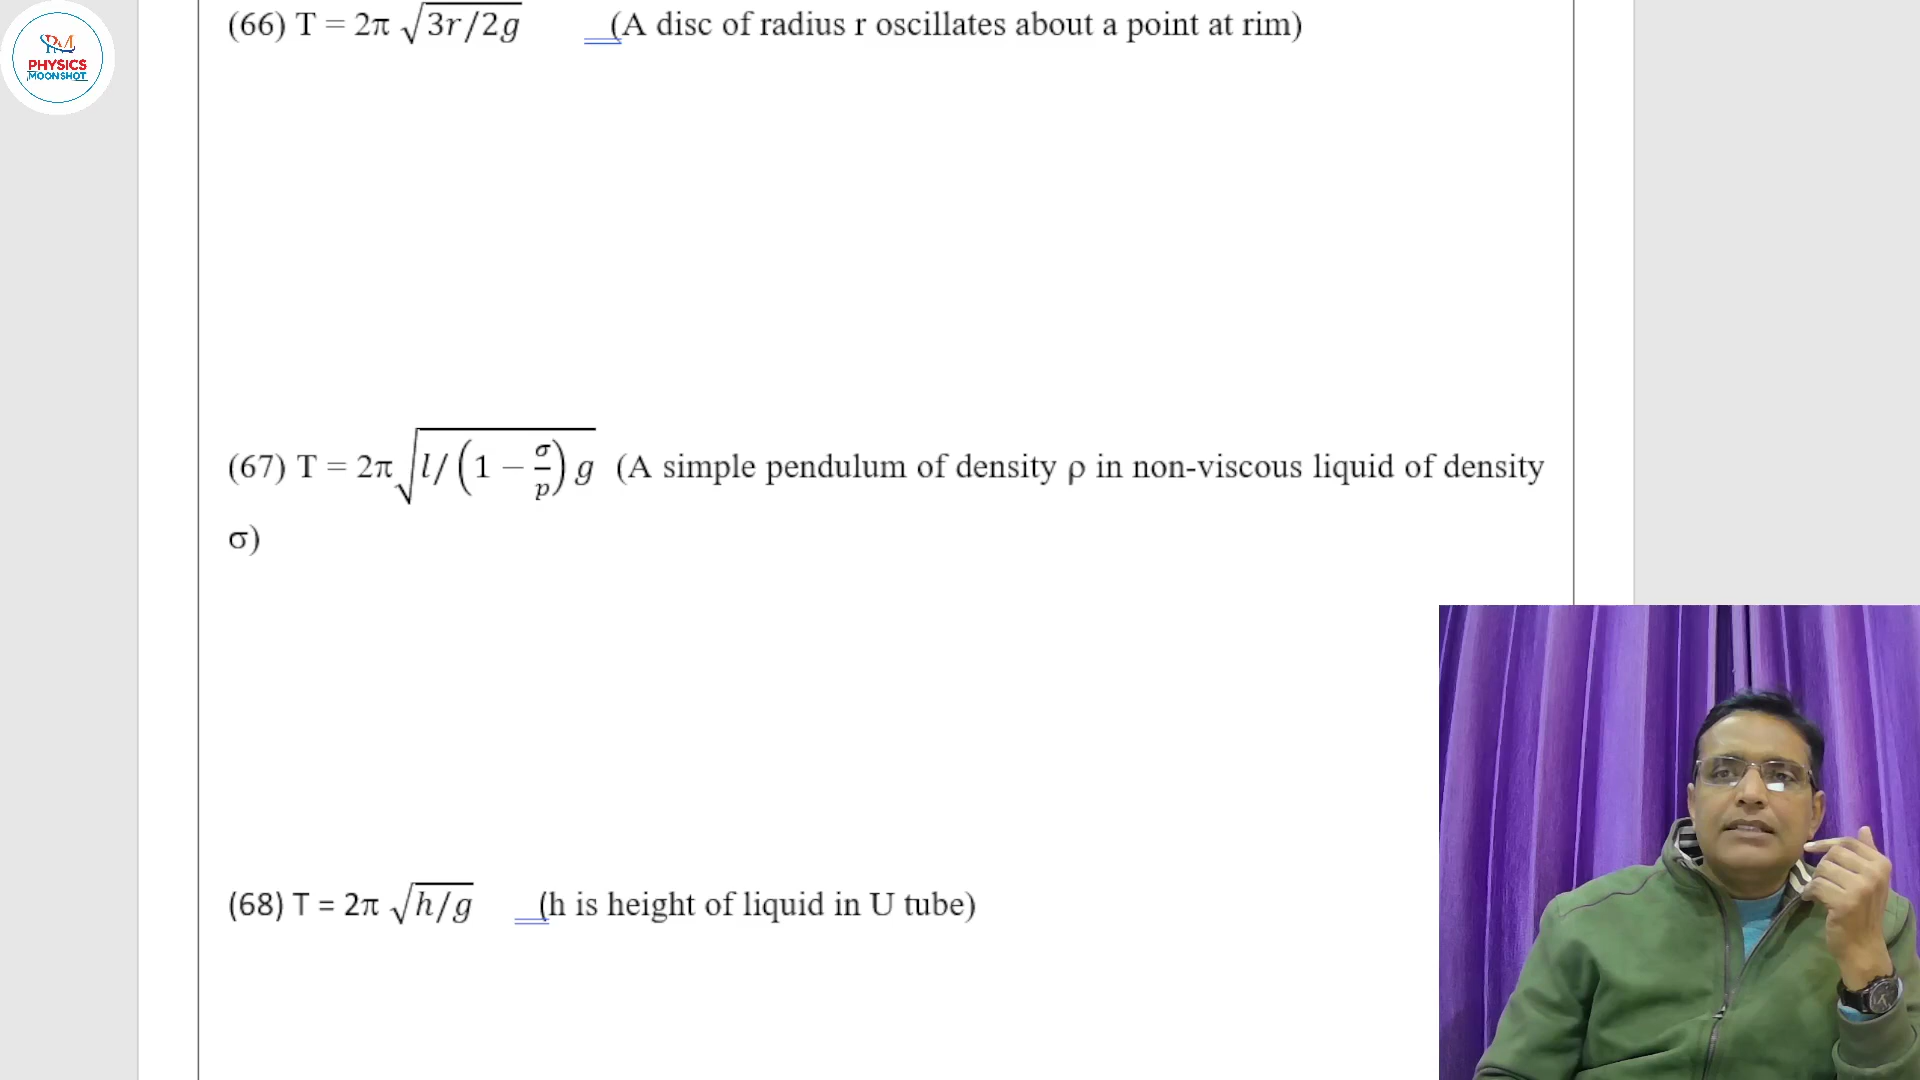 PHYSICS
MOONSHOT
(66) T = 2π √3r/2g (A disc of radius r oscillates about a point at rim)
(67) T = 2π √l/(1 − σ/p) g (A simple pendulum of density ρ in non-viscous liquid of density
σ)
(68) T = 2π √h/g (h is height of liquid in U tube)